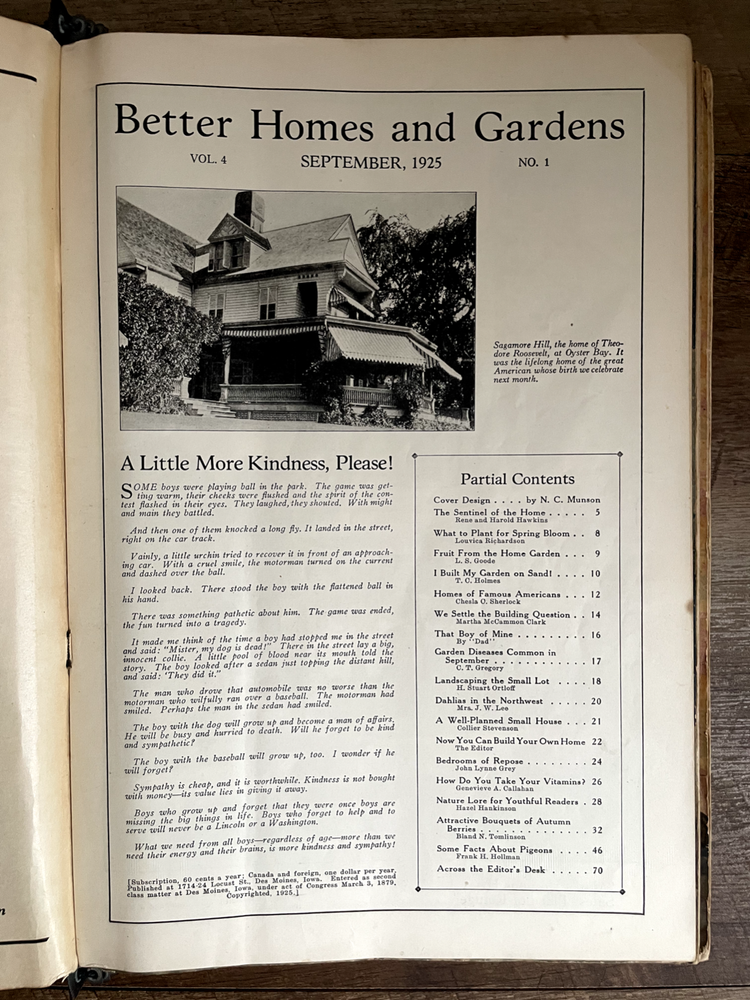 Better Homes and Gardens
VOL. 4
SEPTEMBER, 1925
NO. 1
Sagamore Hill, the home of Theo-
dore Roosevelt, at Oyster Bay. It
was the lifelong home of the great
American whose birth we celebrate
next month.
A Little More Kindness, Please!
SOME boys were playing ball in the park. The game was get-
ting warm, their cheeks were flushed and the spirit of the con-
test flashed in their eyes. They laughed, they shouted. With might
and main they battled.
And then one of them knocked a long fly. It landed in the street,
right on the car track.
Vainly, a little urchin tried to recover it in front of an approach-
ing car. With a cruel smile, the motorman turned on the current
and dashed over the ball.
I looked back. There stood the boy with the flattened ball in
his hand.
There was something pathetic about him. The game was ended,
the fun turned into a tragedy.
It made me think of the time a boy had stopped me in the street
and said: "Mister, my dog is dead!" There in the street lay a big,
innocent collie. A little pool of blood near its mouth told the
story. The boy looked after a sedan just topping the distant hill,
and said: 'They did it."
The man who drove that automobile was no worse than the
motorman who wilfully ran over a baseball. The motorman had
smiled. Perhaps the man in the sedan had smiled.
The boy with the dog will grow up and become a man of affairs.
He will be busy and hurried to death. Will he forget to be kind
and sympathetic?
The boy with the baseball will grow up, too. I wonder if he
will forget?
Sympathy is cheap, and it is worthwhile. Kindness is not bought
with money—its value lies in giving it away.
Boys who grow up and forget that they were once boys are
missing the big things in life. Boys who forget to help and to
serve will never be a Lincoln or a Washington.
What we need from all boys—regardless of age—more than we
need their energy and their brains, is more kindness and sympathy!
[Subscription, 60 cents a year; Canada and foreign, one dollar per year.
Published at 1714-24 Locust St., Des Moines, Iowa. Entered as second
class matter at Des Moines, Iowa, under act of Congress March 3, 1879.
Copyrighted, 1925.]
Partial Contents
Cover Design . . . . by N. C. Munson
The Sentinel of the Home . . . . . 5
Rene and Harold Hawkins
What to Plant for Spring Bloom . . 8
Louvica Richardson
Fruit From the Home Garden . . . 9
L. S. Goode
I Built My Garden on Sand! . . . . 10
T. C. Holmes
Homes of Famous Americans . . . 12
Chesla C. Sherlock
We Settle the Building Question . . 14
Martha McCammon Clark
That Boy of Mine . . . . . . . . . . 16
By "Dad"
Garden Diseases Common in
September . . . . . . . . . . . . . 17
C. T. Gregory
Landscaping the Small Lot . . . . . 18
H. Stuart Ortloff
Dahlias in the Northwest . . . . . 20
Mrs. J. W. Lee
A Well-Planned Small House . . . 21
Collier Stevenson
Now You Can Build Your Own Home 22
The Editor
Bedrooms of Repose . . . . . . . . 24
John Lynne Grey
How Do You Take Your Vitamins? 26
Genevieve A. Callahan
Nature Lore for Youthful Readers . 28
Hazel Hankinson
Attractive Bouquets of Autumn
Berries . . . . . . . . . . . . . . . 32
Bland N. Tomlinson
Some Facts About Pigeons . . . . 46
Frank H. Hollman
Across the Editor's Desk . . . . . 70